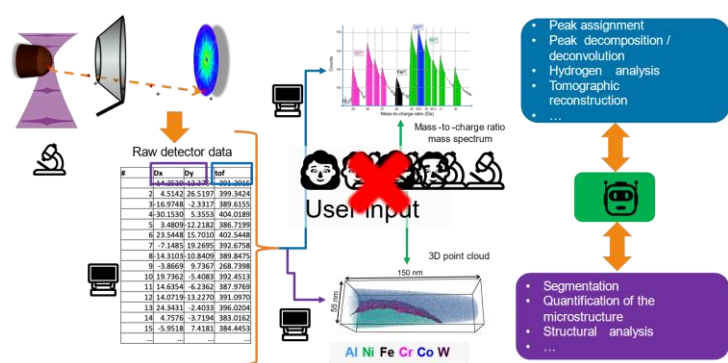 Raw detector data
# Dx Dy tof
2 4.5142 26.5197 399.3424
3 -16.9748 -2.3317 389.6155
4 -30.1530 5.3553 404.0189
5 3.4809 -12.2182 386.7199
6 23.5448 15.7010 402.5448
7 -7.1485 19.2695 392.6758
8 -14.3103 -10.8409 389.8475
9 -3.8669 9.7367 268.7398
10 19.7362 -5.4083 392.4513
11 14.6354 -6.2362 387.9769
12 14.0719 -13.2270 391.0970
13 24.3431 -2.4033 396.0204
14 4.7576 -3.7194 383.0162
15 -5.9518 7.4181 384.4453
Counts
Mass-to-charge ratio (Da)
Mass-to-charge ratio
mass spectrum
User input
3D point cloud
150 nm
55 nm
Al Ni Fe Cr Co W
• Peak assignment
• Peak decomposition /
deconvolution
• Hydrogen analysis
• Tomographic
reconstruction
• ...
• Segmentation
• Quantification of the
microstructure
• Structural analysis
• ...